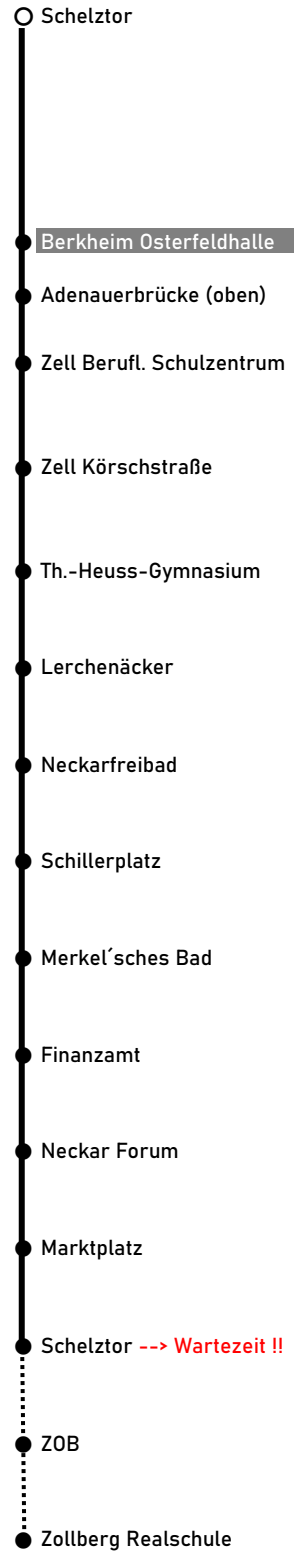 Schelztor
Berkheim Osterfeldhalle
Adenauerbrücke (oben)
Zell Berufl. Schulzentrum
Zell Körschstraße
Th.-Heuss-Gymnasium
Lerchenäcker
Neckarfreibad
Schillerplatz
Merkel´sches Bad
Finanzamt
Neckar Forum
Marktplatz
Schelztor --> Wartezeit !!
ZOB
Zollberg Realschule